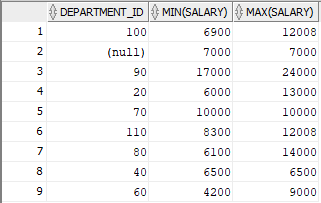 DEPARTMENT_ID MIN(SALARY) MAX(SALARY)
1 100 6900 12008
2 (null) 7000 7000
3 90 17000 24000
4 20 6000 13000
5 70 10000 10000
6 110 8300 12008
7 80 6100 14000
8 40 6500 6500
9 60 4200 9000